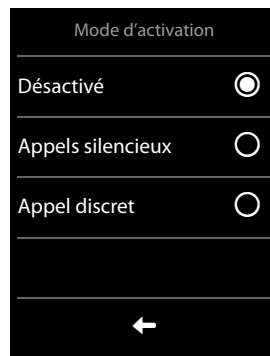 Mode d'activation
Désactivé
Appels silencieux
Appel discret